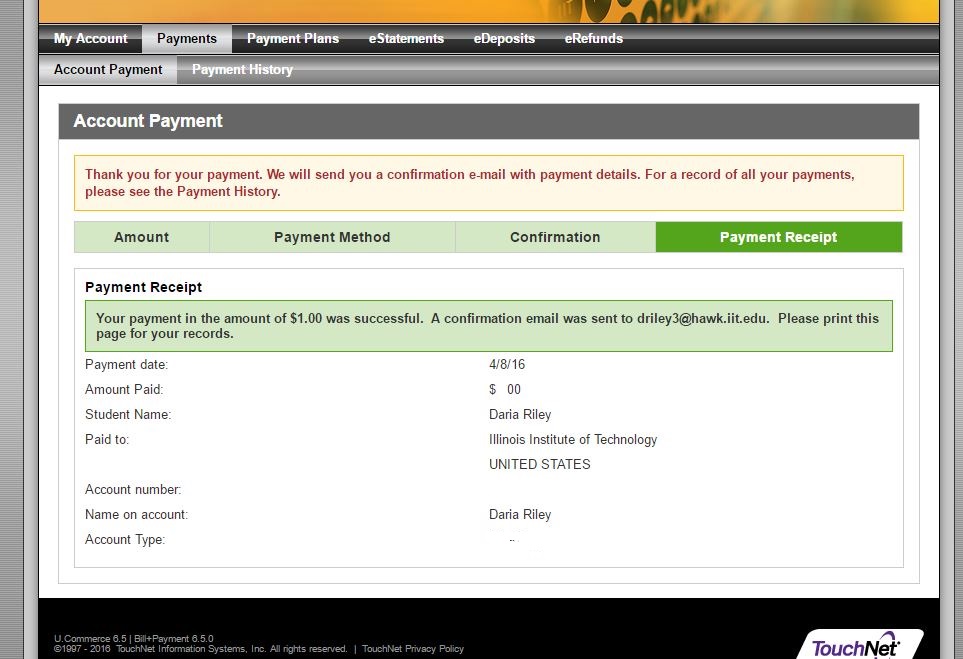 My Account Payments Payment Plans eStatements eDeposits eRefunds
Account Payment Payment History
Account Payment
Thank you for your payment. We will send you a confirmation e-mail with payment details. For a record of all your payments,
please see the Payment History.
Amount Payment Method Confirmation Payment Receipt
Payment Receipt
Your payment in the amount of $1.00 was successful. A confirmation email was sent to driley3@hawk.iit.edu. Please print this
page for your records.
Payment date: 4/8/16
Amount Paid: $ 00
Student Name: Daria Riley
Paid to: Illinois Institute of Technology
UNITED STATES
Account number:
Name on account: Daria Riley
Account Type:
U.Commerce 6.5 | Bill+Payment 6.5.0
©1997 - 2016 TouchNet Information Systems, Inc. All rights reserved. | TouchNet Privacy Policy
TouchNet